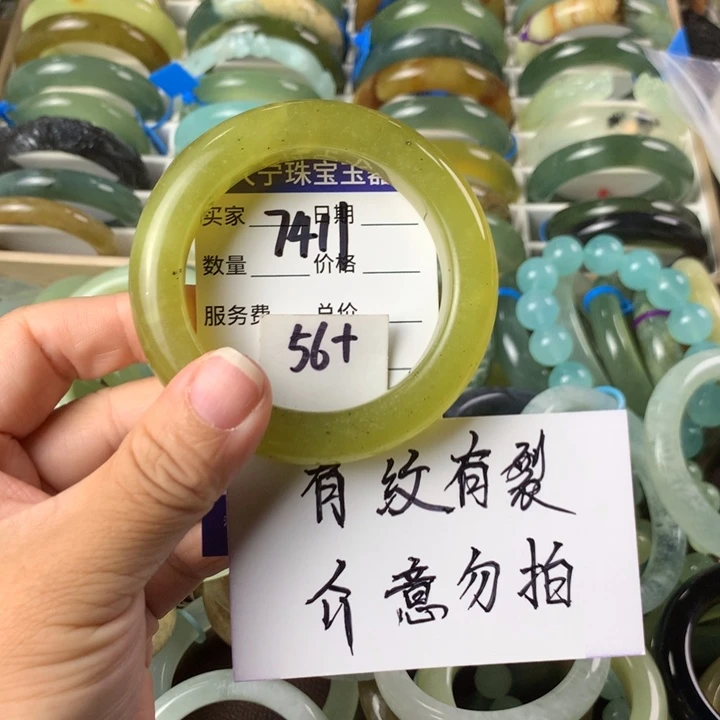 宁珠宝玉器
买家 7411 日期
数量 价格
服务费 总价
56+
有纹有裂
介意勿拍